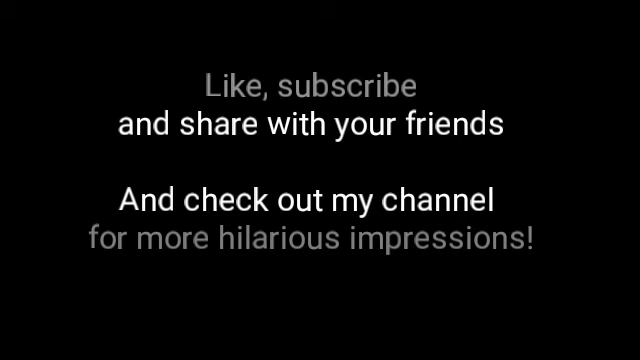 Like, subscribe
and share with your friends
And check out my channel
for more hilarious impressions!